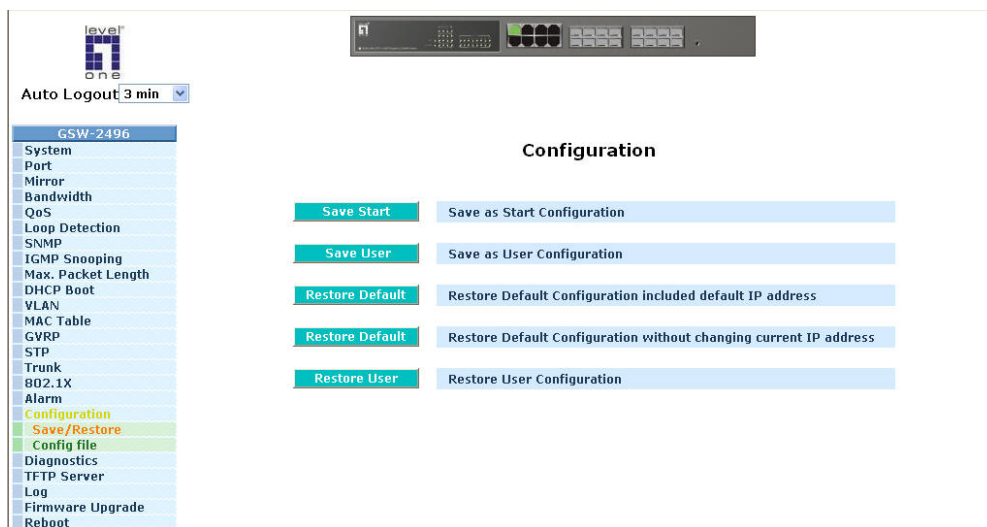 level
one
Auto Logout 3 min
GSW-2496
System
Port
Mirror
Bandwidth
QoS
Loop Detection
SNMP
IGMP Snooping
Max. Packet Length
DHCP Boot
VLAN
MAC Table
GVRP
STP
Trunk
802.1X
Alarm
Configuration
Save/Restore
Config file
Diagnostics
TFTP Server
Log
Firmware Upgrade
Reboot
Configuration
Save Start Save as Start Configuration
Save User Save as User Configuration
Restore Default Restore Default Configuration included default IP address
Restore Default Restore Default Configuration without changing current IP address
Restore User Restore User Configuration